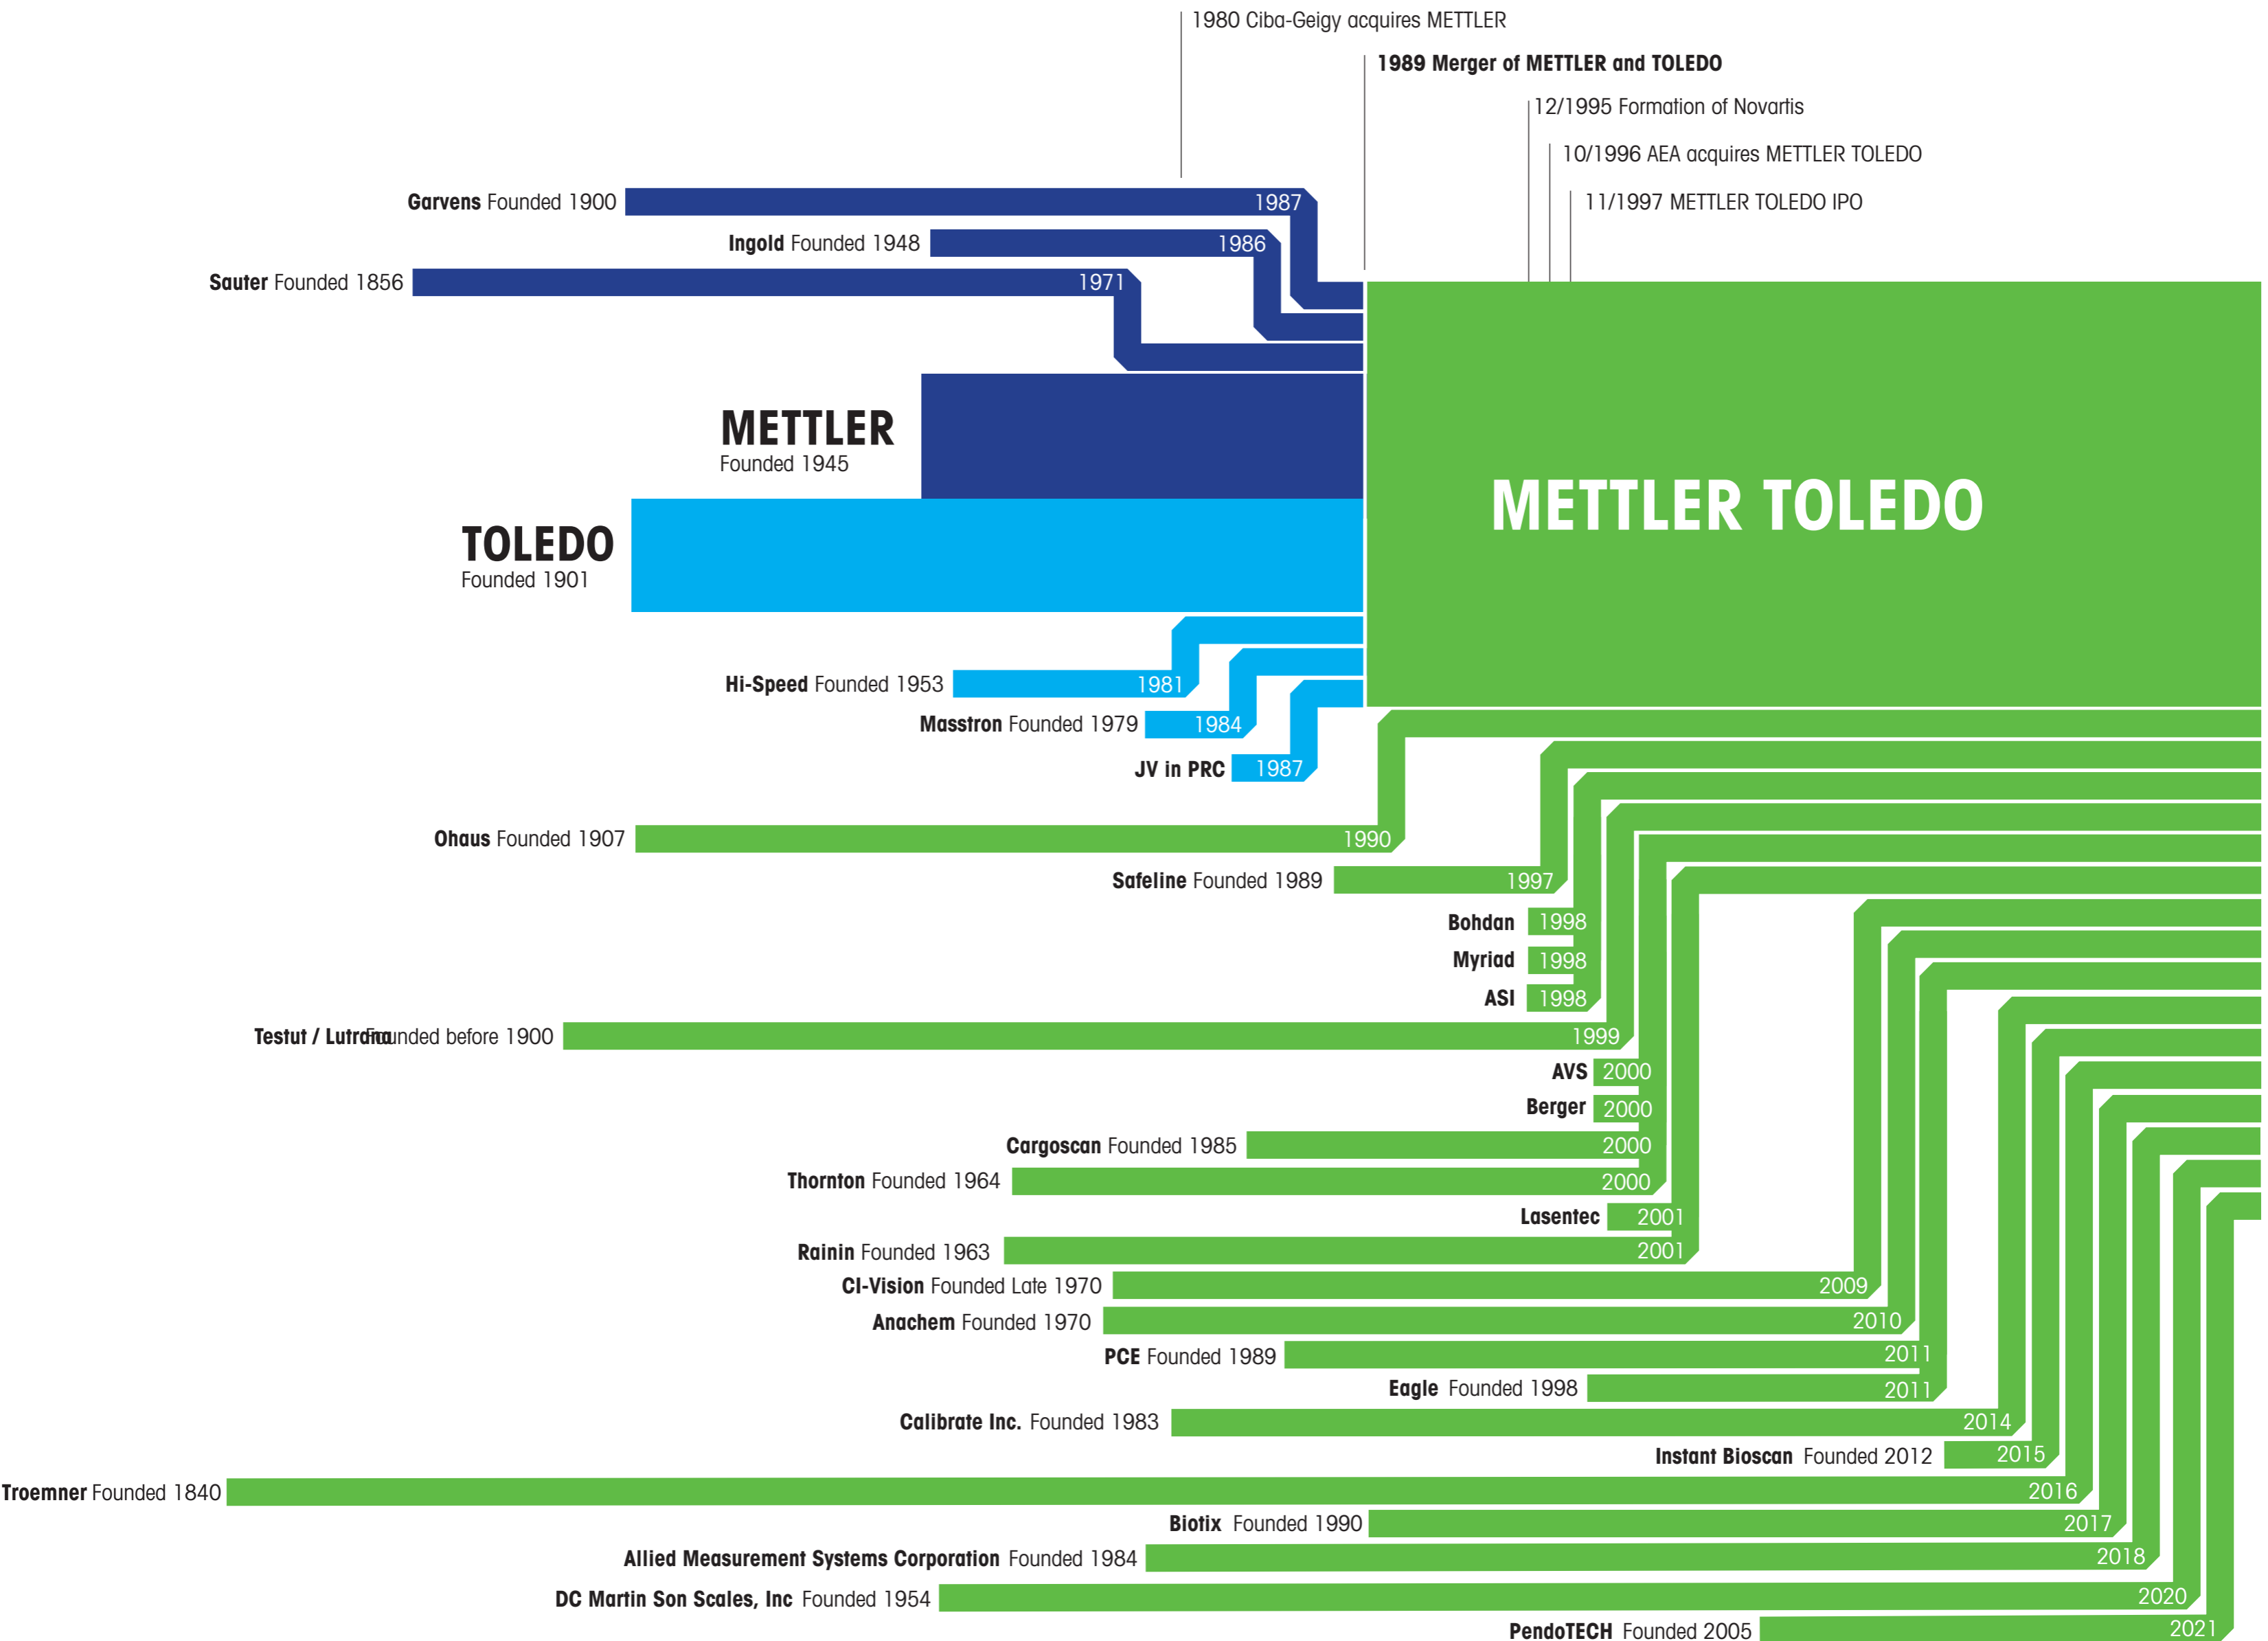 1980 Ciba-Geigy acquires METTLER
1989 Merger of METTLER and TOLEDO
12/1995 Formation of Novartis
10/1996 AEA acquires METTLER TOLEDO
11/1997 METTLER TOLEDO IPO
Garvens Founded 1900 1987
Ingold Founded 1948 1986
Sauter Founded 1856 1971
METTLER
Founded 1945
METTLER TOLEDO
TOLEDO
Founded 1901
Hi-Speed Founded 1953 1981
Masstron Founded 1979 1984
JV in PRC 1987
Ohaus Founded 1907 1990
Safeline Founded 1989 1997
Bohdan 1998
Myriad 1998
ASI 1998
Testut / Lutrana Founded before 1900 1999
AVS 2000
Berger 2000
Cargoscan Founded 1985 2000
Thornton Founded 1964 2000
Lasentec 2001
Rainin Founded 1963 2001
CI-Vision Founded Late 1970 2009
Anachem Founded 1970 2010
PCE Founded 1989 2011
Eagle Founded 1998 2011
Calibrate Inc. Founded 1983 2014
Instant Bioscan Founded 2012 2015
Troemner Founded 1840 2016
Biotix Founded 1990 2017
Allied Measurement Systems Corporation Founded 1984 2018
DC Martin Son Scales, Inc Founded 1954 2020
PendoTECH Founded 2005 2021